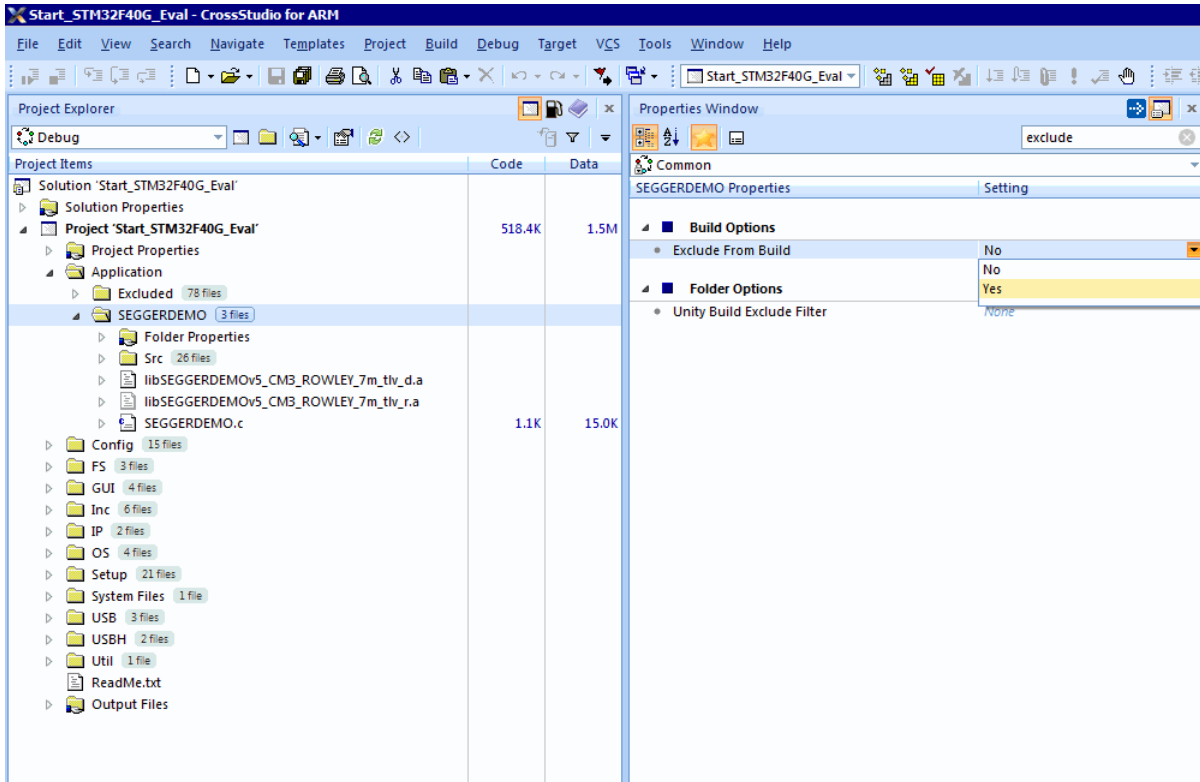 Start_STM32F40G_Eval - CrossStudio for ARM
File Edit View Search Navigate Templates Project Build Debug Target VCS Tools Window Help
Start_STM32F40G_Eval
Project Explorer
Debug
Project Items Code Data
Solution 'Start_STM32F40G_Eval'
Solution Properties
Project 'Start_STM32F40G_Eval' 518.4K 1.5M
Project Properties
Application
Excluded 78 files
SEGGERDEMO 3 files
Folder Properties
Src 26 files
libSEGGERDEMOv5_CM3_ROWLEY_7m_tlv_d.a
libSEGGERDEMOv5_CM3_ROWLEY_7m_tlv_r.a
SEGGERDEMO.c 1.1K 15.0K
Config 15 files
FS 3 files
GUI 4 files
Inc 6 files
IP 2 files
OS 4 files
Setup 21 files
System Files 1 file
USB 3 files
USBH 2 files
Util 1 file
ReadMe.txt
Output Files
Properties Window
exclude
Common
SEGGERDEMO Properties Setting
Build Options
Exclude From Build No
No
Yes
Folder Options
Unity Build Exclude Filter None